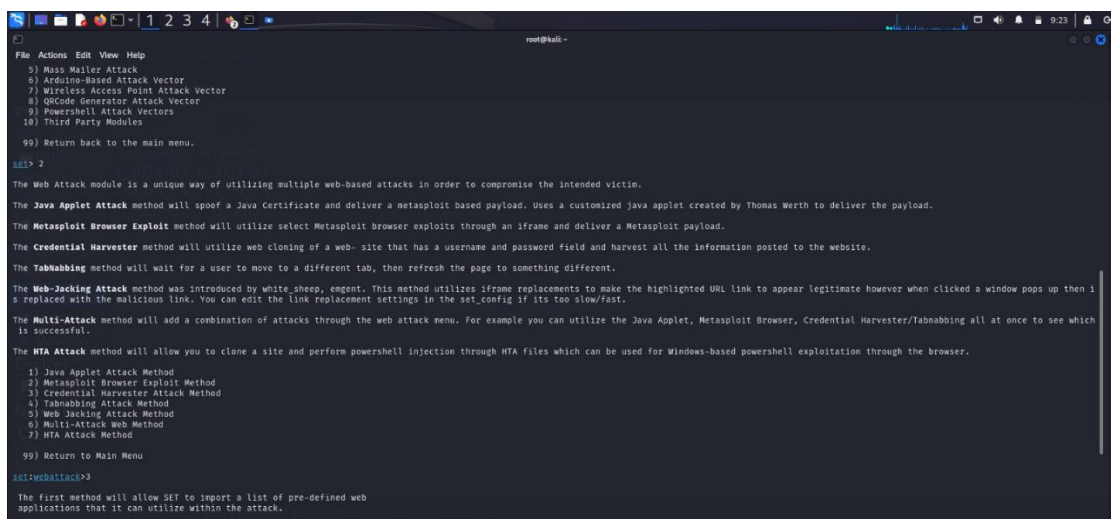 1 2 3 4
9:23
root@kali: ~
File Actions Edit View Help
5) Mass Mailer Attack
6) Arduino-Based Attack Vector
7) Wireless Access Point Attack Vector
8) QRCode Generator Attack Vector
9) Powershell Attack Vectors
10) Third Party Modules
99) Return back to the main menu.
set> 2
The Web Attack module is a unique way of utilizing multiple web-based attacks in order to compromise the intended victim.
The Java Applet Attack method will spoof a Java Certificate and deliver a metasploit based payload. Uses a customized java applet created by Thomas Werth to deliver the payload.
The Metasploit Browser Exploit method will utilize select Metasploit browser exploits through an iframe and deliver a Metasploit payload.
The Credential Harvester method will utilize web cloning of a web- site that has a username and password field and harvest all the information posted to the website.
The TabNabbing method will wait for a user to move to a different tab, then refresh the page to something different.
The Web-Jacking Attack method was introduced by white_sheep, emgent. This method utilizes iframe replacements to make the highlighted URL link to appear legitimate however when clicked a window pops up then i
s replaced with the malicious link. You can edit the link replacement settings in the set_config if its too slow/fast.
The Multi-Attack method will add a combination of attacks through the web attack menu. For example you can utilize the Java Applet, Metasploit Browser, Credential Harvester/Tabnabbing all at once to see which
is successful.
The HTA Attack method will allow you to clone a site and perform powershell injection through HTA files which can be used for Windows-based powershell exploitation through the browser.
1) Java Applet Attack Method
2) Metasploit Browser Exploit Method
3) Credential Harvester Attack Method
4) Tabnabbing Attack Method
5) Web Jacking Attack Method
6) Multi-Attack Web Method
7) HTA Attack Method
99) Return to Main Menu
set:webattack>3
The first method will allow SET to import a list of pre-defined web
applications that it can utilize within the attack.